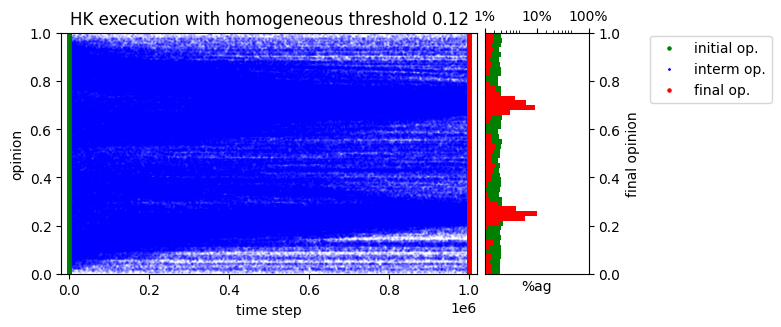 HK execution with homogeneous threshold 0.12
1% 10% 100%
initial op.
interm op.
final op.
opinion
1.0
0.8
0.6
0.4
0.2
0.0
0.0 0.2 0.4 0.6 0.8 1.0
1e6
time step
%ag
1.0
0.8
0.6
0.4
0.2
0.0
final opinion